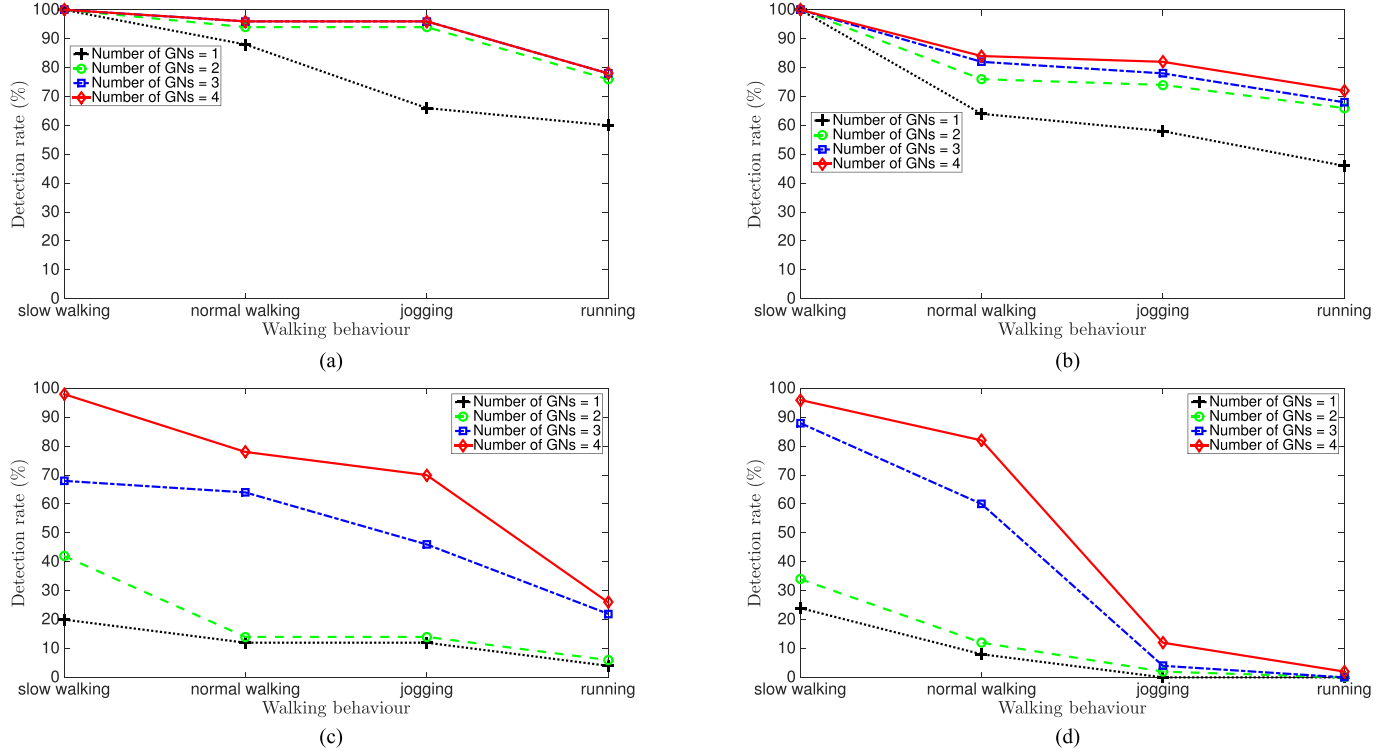 100
90
80
70
60
50
40
30
20
10
0
Detection rate (%)
Number of GNs = 1
Number of GNs = 2
Number of GNs = 3
Number of GNs = 4
slow walking normal walking jogging running
Walking behaviour
(a)
100
90
80
70
60
50
40
30
20
10
0
Detection rate (%)
Number of GNs = 1
Number of GNs = 2
Number of GNs = 3
Number of GNs = 4
slow walking normal walking jogging running
Walking behaviour
(b)
100
90
80
70
60
50
40
30
20
10
0
Detection rate (%)
Number of GNs = 1
Number of GNs = 2
Number of GNs = 3
Number of GNs = 4
slow walking normal walking jogging running
Walking behaviour
(c)
100
90
80
70
60
50
40
30
20
10
0
Detection rate (%)
Number of GNs = 1
Number of GNs = 2
Number of GNs = 3
Number of GNs = 4
slow walking normal walking jogging running
Walking behaviour
(d)